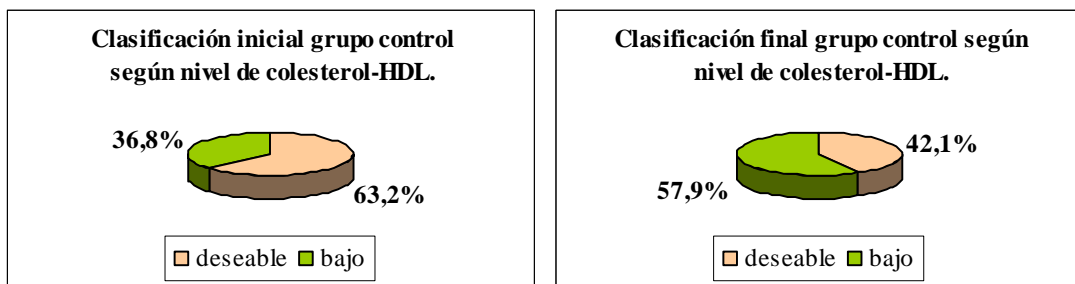 Clasificación inicial grupo control
según nivel de colesterol-HDL.
36,8%
63,2%
deseable bajo
Clasificación final grupo control según
nivel de colesterol-HDL.
42,1%
57,9%
deseable bajo